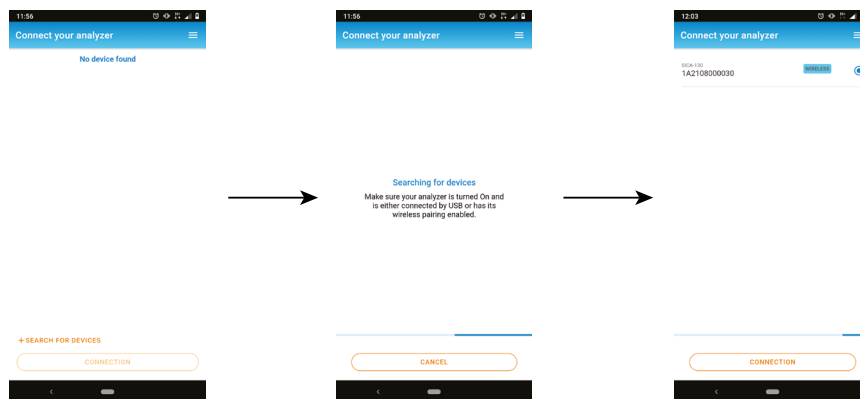 11:56
Connect your analyzer
No device found
+ SEARCH FOR DEVICES
CONNECTION
11:56
Connect your analyzer
Searching for devices
Make sure your analyzer is turned On and
is either connected by USB or has its
wireless pairing enabled.
CANCEL
12:03
Connect your analyzer
SICA-130
1A2108000030
WIRELESS
CONNECTION